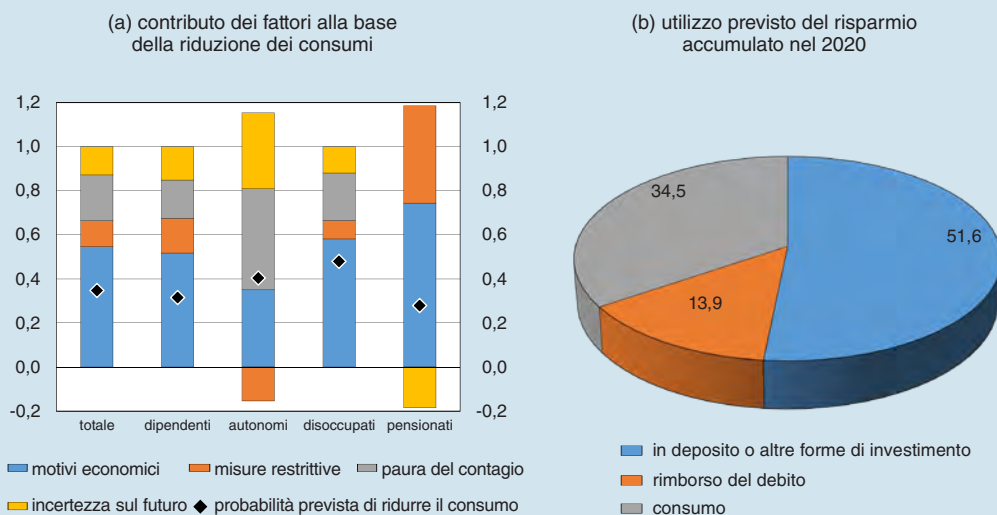 (a) contributo dei fattori alla base
della riduzione dei consumi
1,2
1,0
0,8
0,6
0,4
0,2
0,0
-0,2
1,2
1,0
0,8
0,6
0,4
0,2
0,0
-0,2
totale dipendenti autonomi disoccupati pensionati
motivi economici misure restrittive paura del contagio
incertezza sul futuro probabilità prevista di ridurre il consumo
(b) utilizzo previsto del risparmio
accumulato nel 2020
34,5
51,6
13,9
in deposito o altre forme di investimento
rimborso del debito
consumo